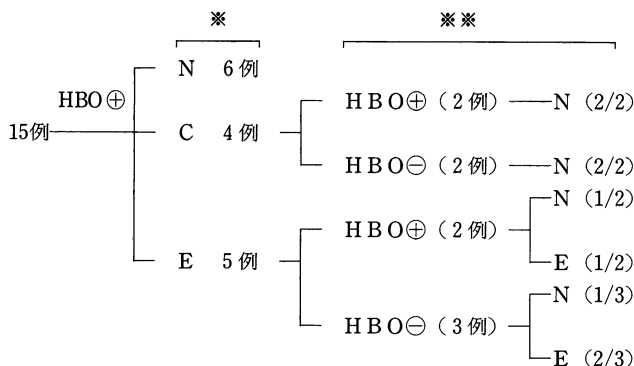 ※ ※※
N 6例
HBO⊕ HBO⊕ (2例) N (2/2)
15例 C 4例
HBO⊖ (2例) N (2/2)
N (1/2)
HBO⊕ (2例)
E 5例 E (1/2)
N (1/3)
HBO⊖ (3例)
E (2/3)